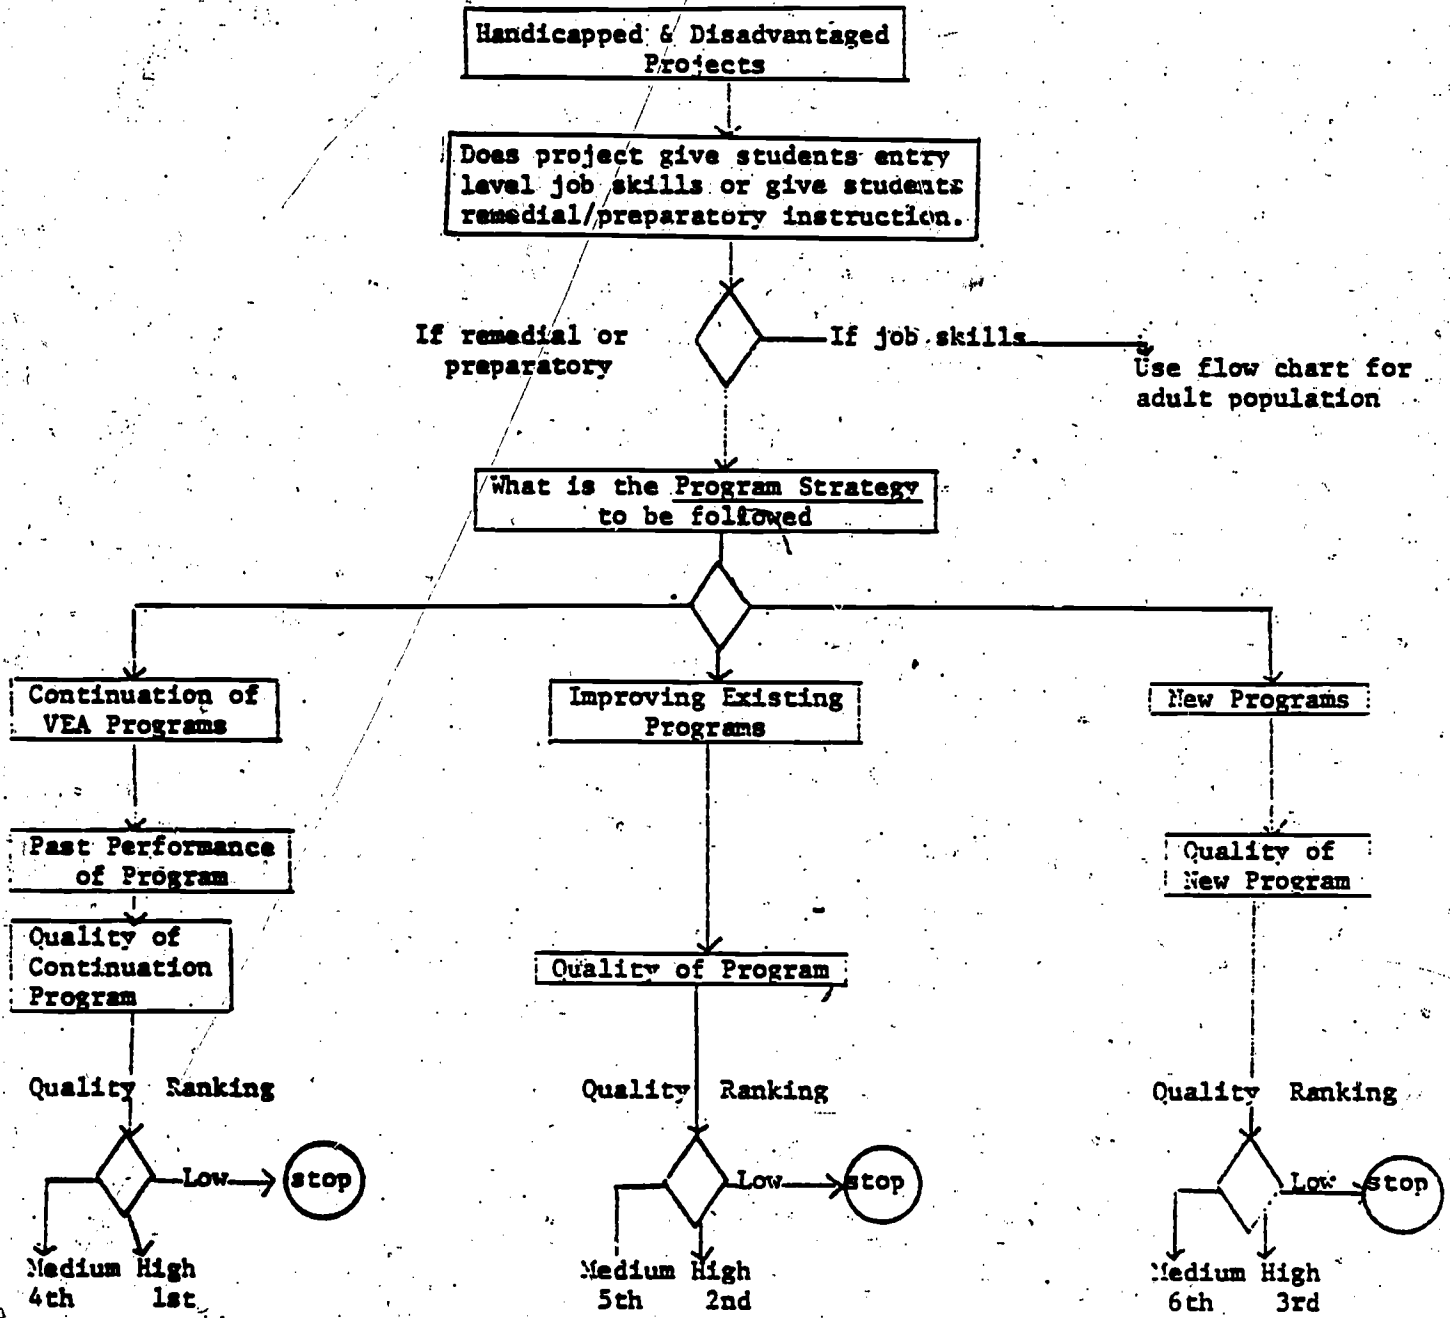 Handicapped & Disadvantaged
Projects
Does project give students entry
level job skills or give students
remedial/preparatory instruction.
If remedial or
preparatory
If job skills
Use flow chart for
adult population
What is the Program Strategy
to be followed
Continuation of
VEA Programs
Improving Existing
Programs
New Programs
Past Performance
of Program
Quality of
New Program
Quality of
Continuation
Program
Quality of Program
Quality Ranking
Quality Ranking
Quality Ranking
Low
stop
Low
stop
Low
stop
Medium High
4th 1st
Medium High
5th 2nd
Medium High
6th 3rd